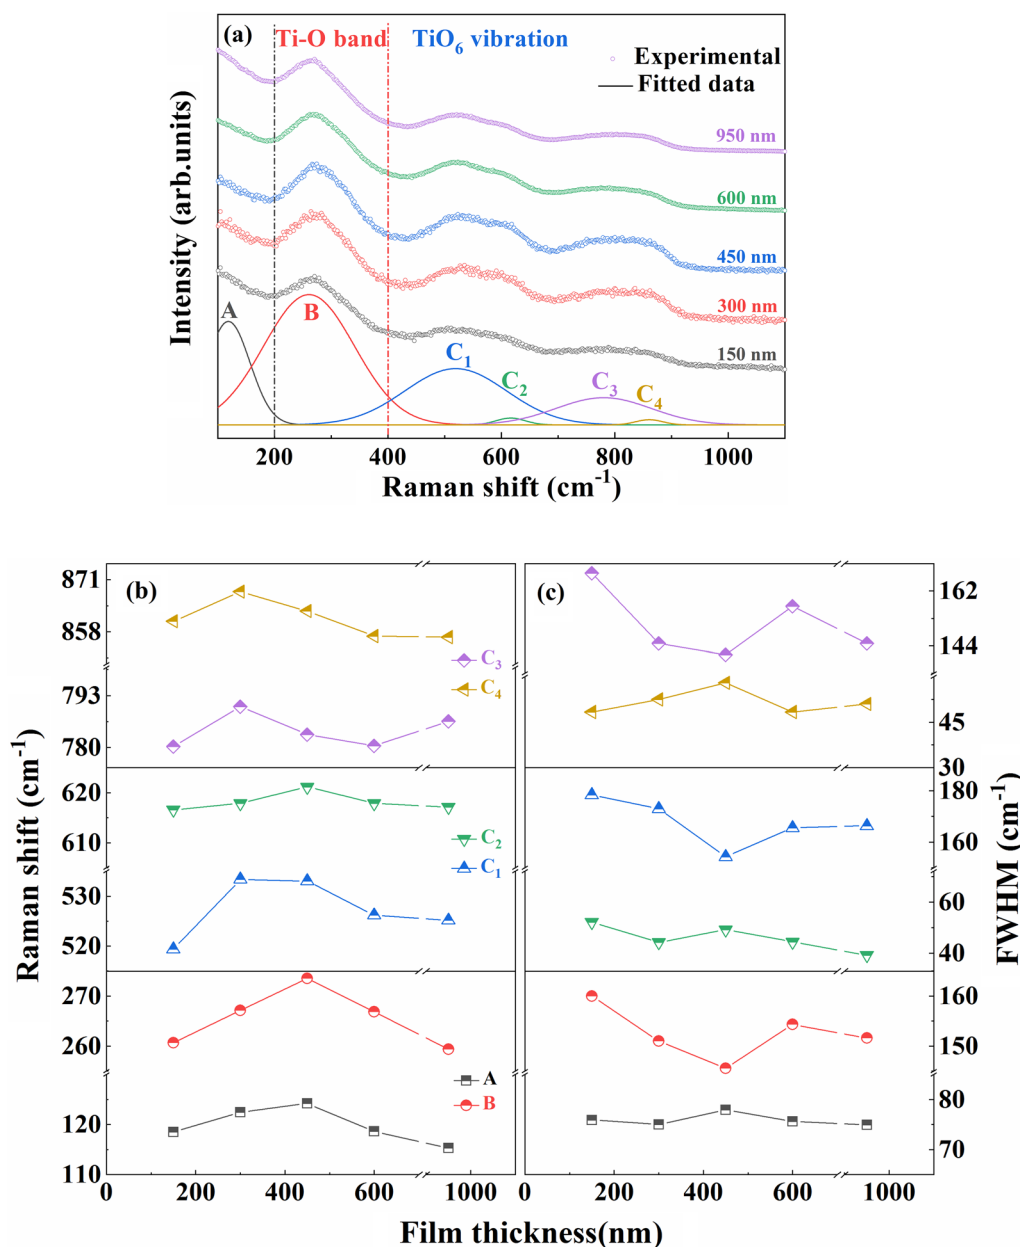 (a)
Ti-O band
TiO6 vibration
Experimental
Fitted data
950 nm
600 nm
450 nm
300 nm
150 nm
A
B
C1
C2
C3
C4
Intensity (arb.units)
200 400 600 800 1000
Raman shift (cm-1)
(b)
871
858
793
780
620
610
530
520
270
260
120
110
C3
C4
C2
C1
A
B
Raman shift (cm-1)
0 200 400 600 1000
(c)
162
144
45
30
180
160
60
40
160
150
80
70
FWHM (cm-1)
0 200 400 600 1000
Film thickness(nm)